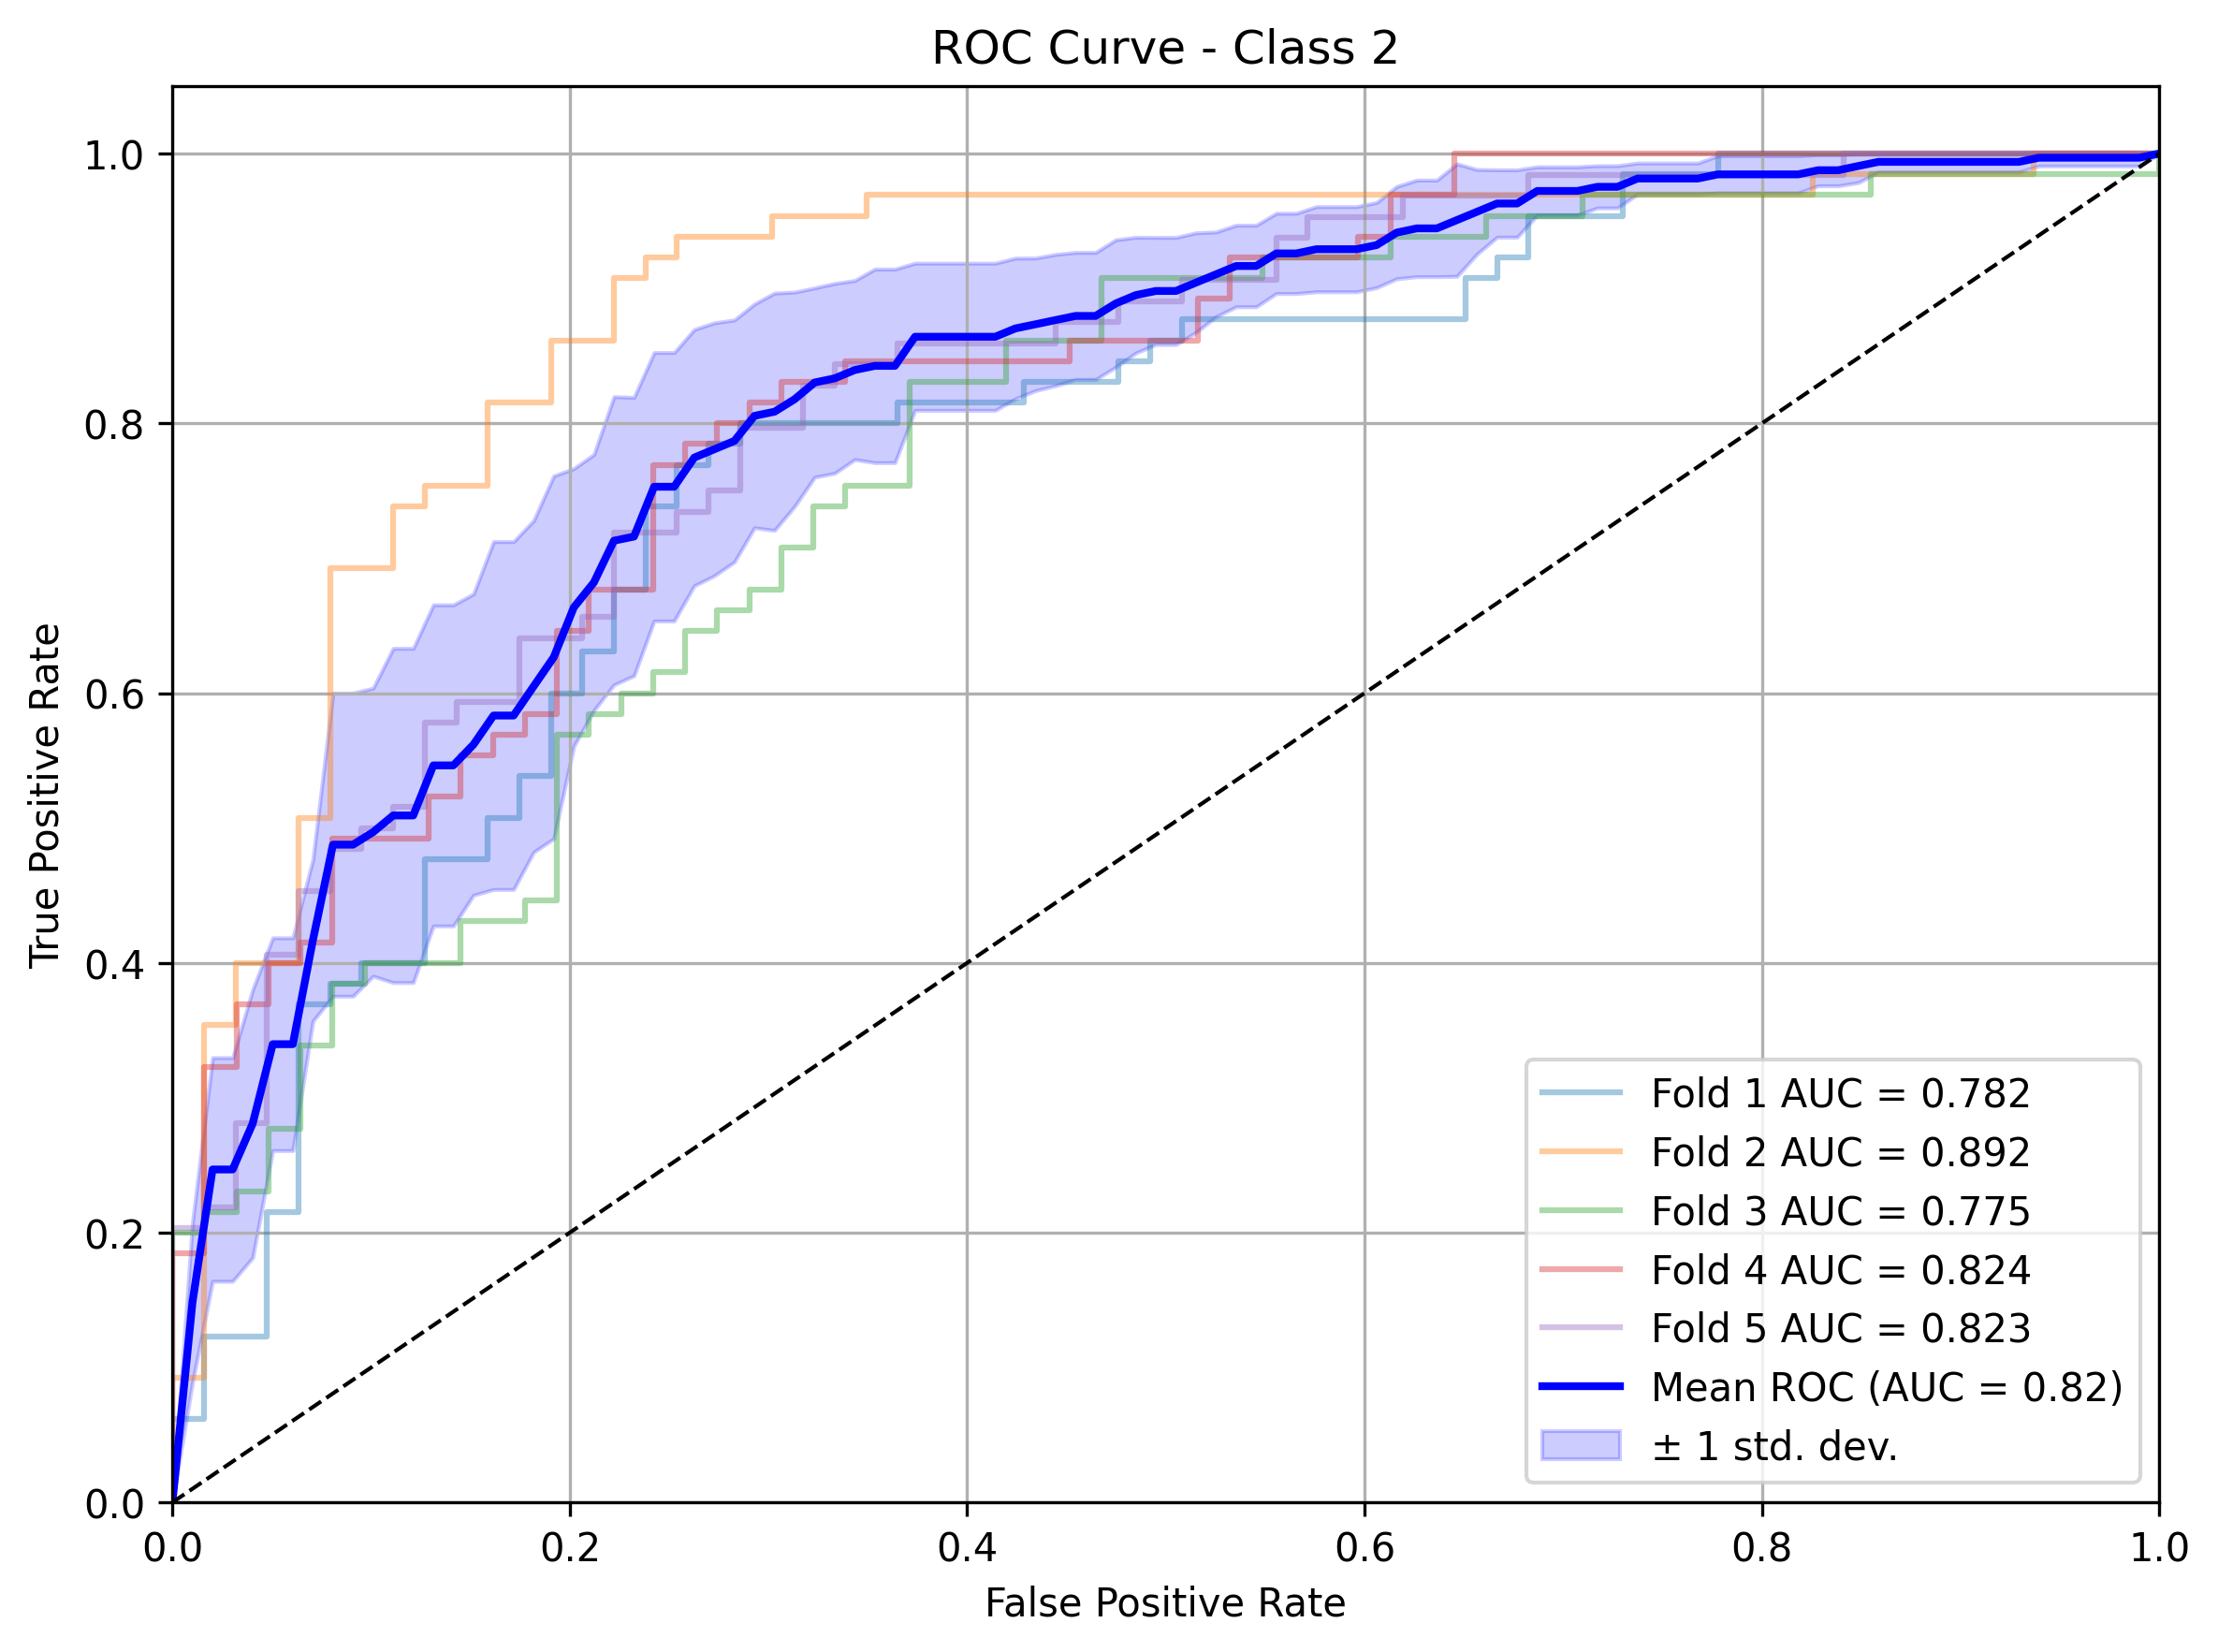 ROC Curve - Class 2
1.0
0.8
0.6
0.4
0.2
0.0
True Positive Rate
0.0 0.2 0.4 0.6 0.8 1.0
False Positive Rate
Fold 1 AUC = 0.782
Fold 2 AUC = 0.892
Fold 3 AUC = 0.775
Fold 4 AUC = 0.824
Fold 5 AUC = 0.823
Mean ROC (AUC = 0.82)
± 1 std. dev.